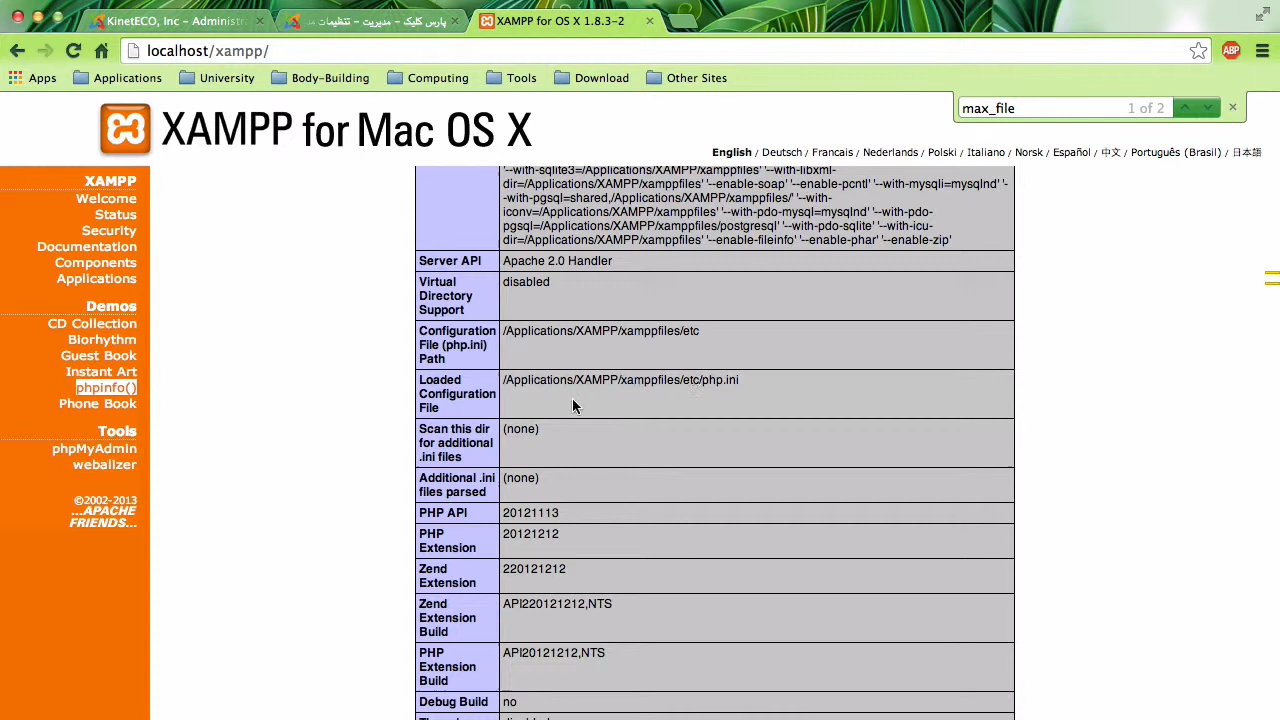 KinetECO, Inc - Administra
پارس کلیک - مدیریت - تنظیمات من
XAMPP for OS X 1.8.3-2
localhost/xampp/
ABP
Apps
Applications
University
Body-Building
Computing
Tools
Download
Other Sites
max_file
1 of 2
XAMPP for Mac OS X
English / Deutsch / Francais / Nederlands / Polski / Italiano / Norsk / Español / 中文 / Português (Brasil) / 日本語
XAMPP
Welcome
Status
Security
Documentation
Components
Applications
Demos
CD Collection
Biorhythm
Guest Book
Instant Art
phpinfo()
Phone Book
Tools
phpMyAdmin
webalizer
©2002-2013
...APACHE
FRIENDS...
'--with-sqlite3=/Applications/XAMPP/xamppfiles' '--with-libxml-
dir=/Applications/XAMPP/xamppfiles' '--enable-soap' '--enable-pcntl' '--with-mysqli=mysqlnd' '-
-with-pgsql=shared,/Applications/XAMPP/xamppfiles/' '--with-
iconv=/Applications/XAMPP/xamppfiles' '--with-pdo-mysql=mysqlnd' '--with-pdo-
pgsql=/Applications/XAMPP/xamppfiles/postgresql' '--with-pdo-sqlite' '--with-icu-
dir=/Applications/XAMPP/xamppfiles' '--enable-fileinfo' '--enable-phar' '--enable-zip'
Server API
Apache 2.0 Handler
Virtual
Directory
Support
disabled
Configuration
File (php.ini)
Path
/Applications/XAMPP/xamppfiles/etc
Loaded
Configuration
File
/Applications/XAMPP/xamppfiles/etc/php.ini
Scan this dir
for additional
.ini files
(none)
Additional .ini
files parsed
(none)
PHP API
20121113
PHP
Extension
20121212
Zend
Extension
220121212
Zend
Extension
Build
API220121212,NTS
PHP
Extension
Build
API20121212,NTS
Debug Build
no